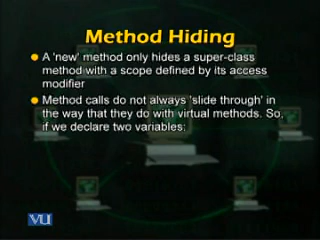 Method Hiding
A 'new' method only hides a super-class
method with a scope defined by its access
modifier
Method calls do not always 'slide through' in
the way that they do with virtual methods. So,
if we declare two variables:
VU